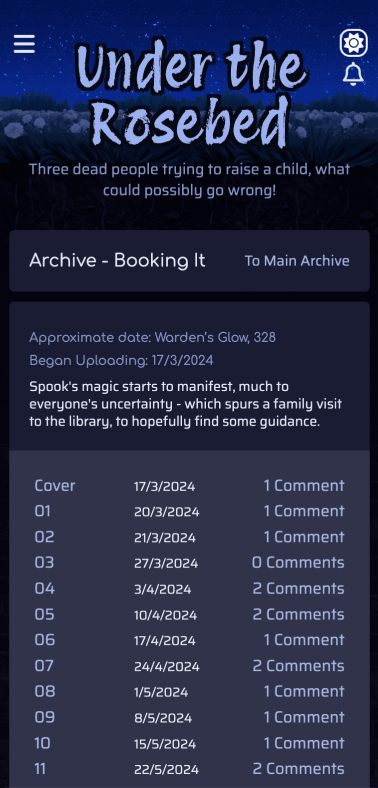 Under the
Rosebed
Three dead people trying to raise a child, what
could possibly go wrong!
Archive - Booking It To Main Archive
Approximate date: Warden's Glow, 328
Began Uploading: 17/3/2024
Spook's magic starts to manifest, much to
everyone's uncertainty - which spurs a family visit
to the library, to hopefully find some guidance.
Cover 17/3/2024 1 Comment
01 20/3/2024 1 Comment
02 21/3/2024 1 Comment
03 27/3/2024 0 Comments
04 3/4/2024 2 Comments
05 10/4/2024 2 Comments
06 17/4/2024 1 Comment
07 24/4/2024 2 Comments
08 1/5/2024 1 Comment
09 8/5/2024 1 Comment
10 15/5/2024 1 Comment
11 22/5/2024 2 Comments